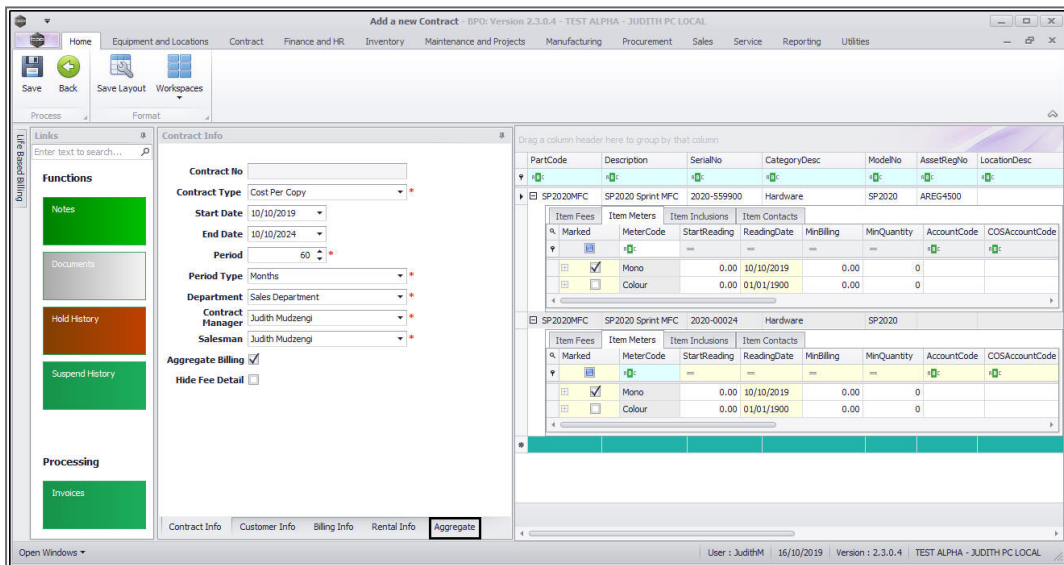 Add a new Contract - BPO: Version 2.3.0.4 - TEST ALPHA - JUDITH PC LOCAL
Home Equipment and Locations Contract Finance and HR Inventory Maintenance and Projects Manufacturing Procurement Sales Service Reporting Utilities
Save Back Save Layout Workspaces
Process Format
Life Based Billing
Links
Enter text to search...
Functions
Notes
Documents
Hold History
Suspend History
Processing
Invoices
Contract Info
Contract No
Contract Type Cost Per Copy *
Start Date 10/10/2019
End Date 10/10/2024
Period 60 *
Period Type Months *
Department Sales Department *
Contract
Manager Judith Mudzengi *
Salesman Judith Mudzengi *
Aggregate Billing
Hide Fee Detail
Contract Info Customer Info Billing Info Rental Info Aggregate
Drag a column header here to group by that column
PartCode Description SerialNo CategoryDesc ModelNo AssetRegNo LocationDesc
SP2020MFC SP2020 Sprint MFC 2020-559900 Hardware SP2020 AREG4500
Item Fees Item Meters Item Inclusions Item Contacts
Marked MeterCode StartReading ReadingDate MinBilling MinQuantity AccountCode COSAccountCode
= = = =
Mono 0.00 10/10/2019 0.00 0
Colour 0.00 01/01/1900 0.00 0
SP2020MFC SP2020 Sprint MFC 2020-00024 Hardware SP2020
Item Fees Item Meters Item Inclusions Item Contacts
Marked MeterCode StartReading ReadingDate MinBilling MinQuantity AccountCode COSAccountCode
= = = =
Mono 0.00 10/10/2019 0.00 0
Colour 0.00 01/01/1900 0.00 0
Open Windows User : JudithM 16/10/2019 Version : 2.3.0.4 TEST ALPHA - JUDITH PC LOCAL